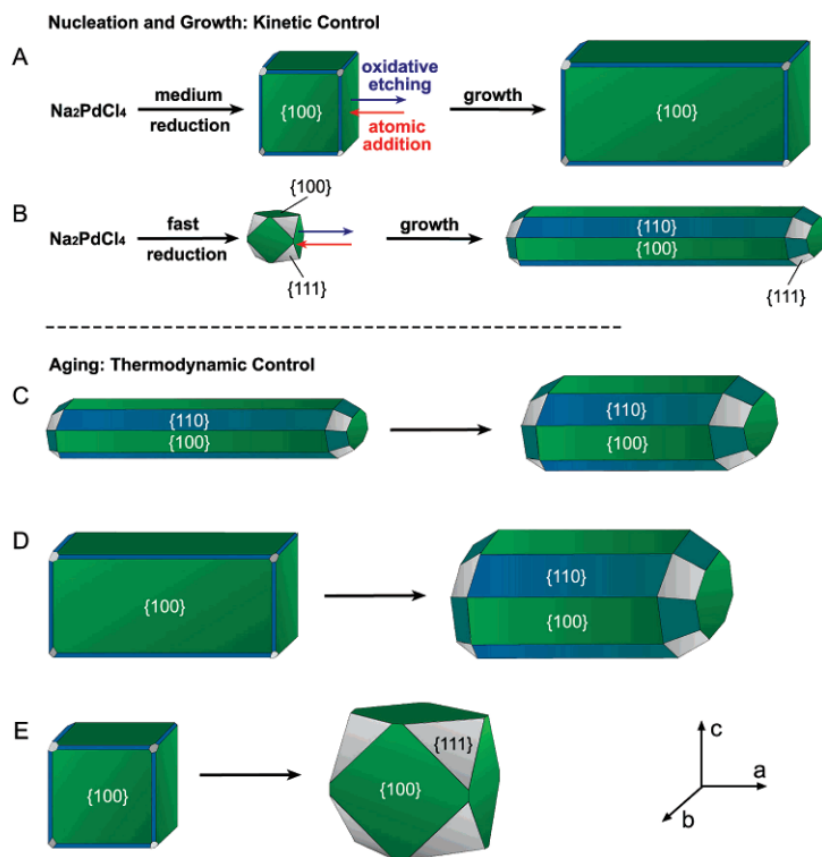 Nucleation and Growth: Kinetic Control
A
Na₂PdCl₄
medium
reduction
{100}
oxidative
etching
atomic
addition
growth
{100}
B
Na₂PdCl₄
fast
reduction
{100}
{111}
growth
{110}
{100}
{111}
Aging: Thermodynamic Control
C
{110}
{100}
{110}
{100}
D
{100}
{110}
{100}
E
{100}
{111}
{100}
c
a
b